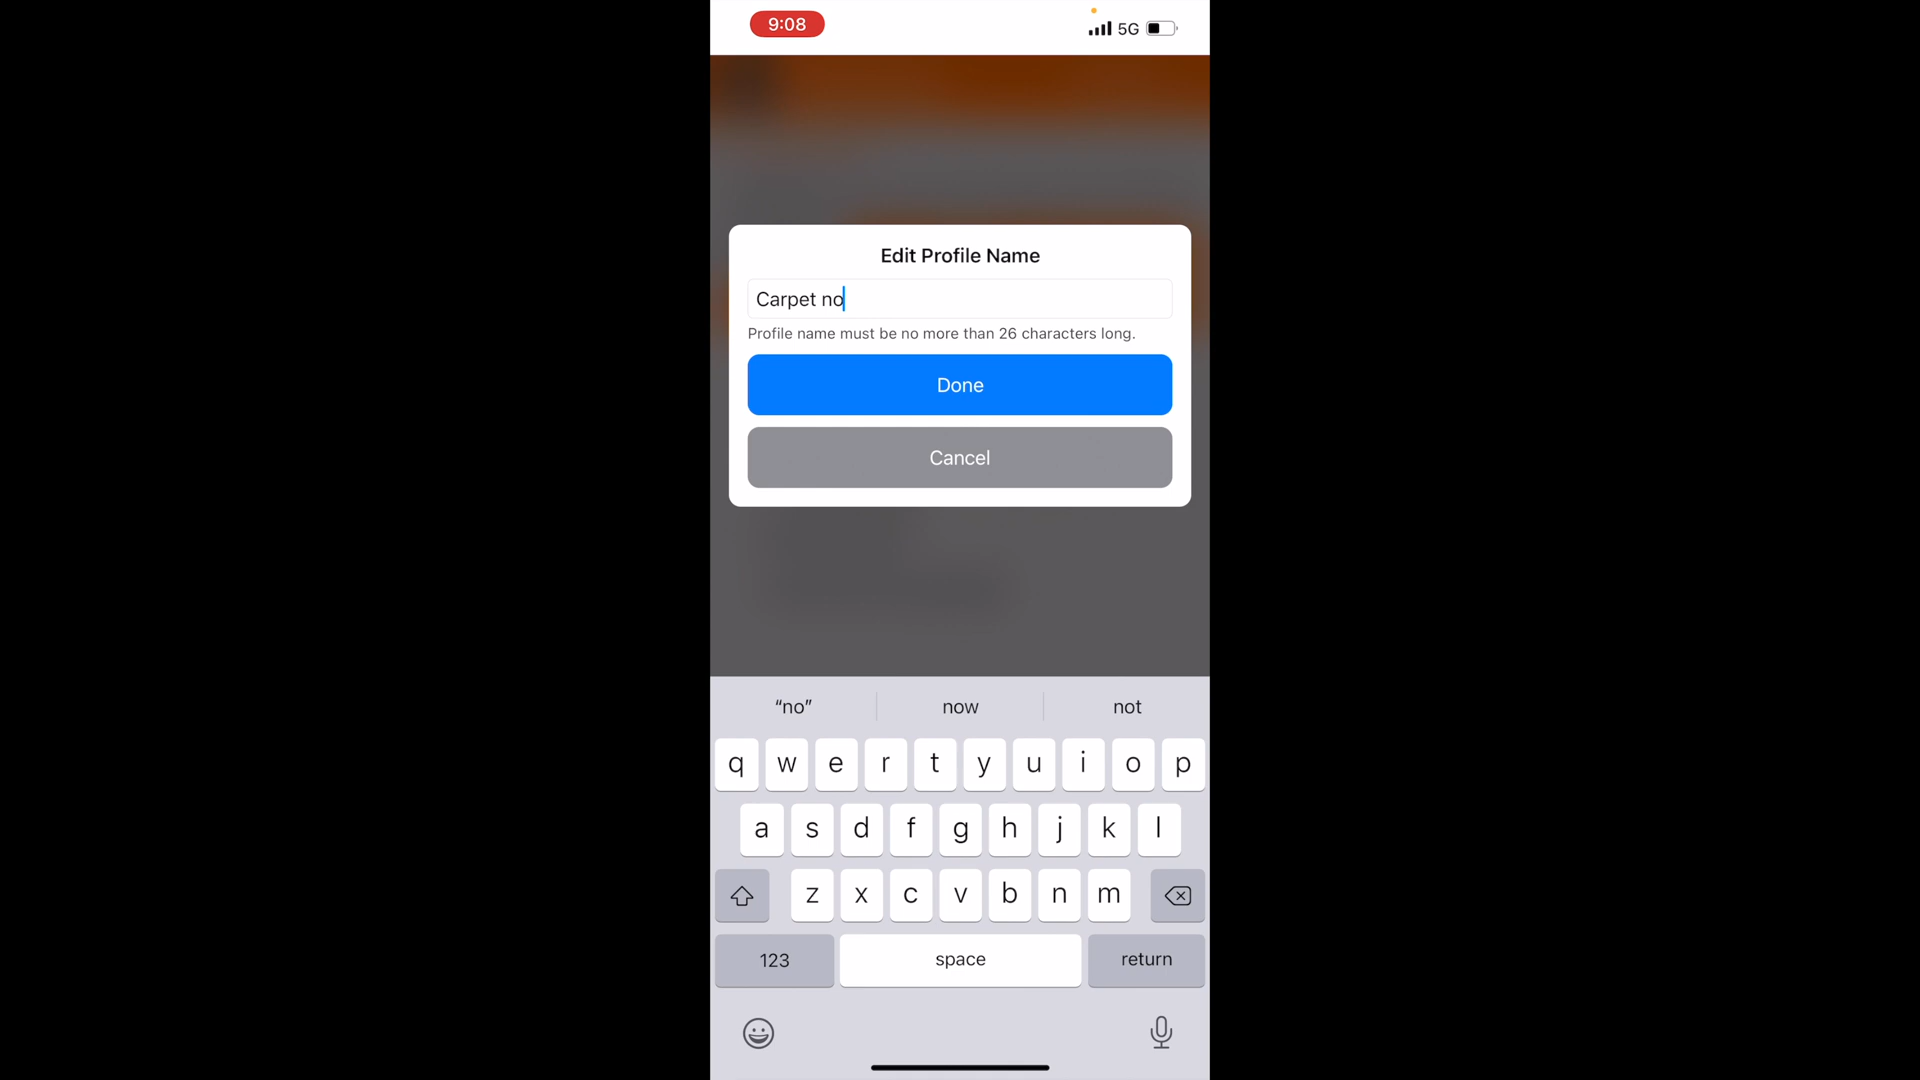 9:08
5G
Edit Profile Name
Carpet no
Profile name must be no more than 26 characters long.
Done
Cancel
“no” now not
q w e r t y u i o p
a s d f g h j k l
z x c v b n m
123 space return